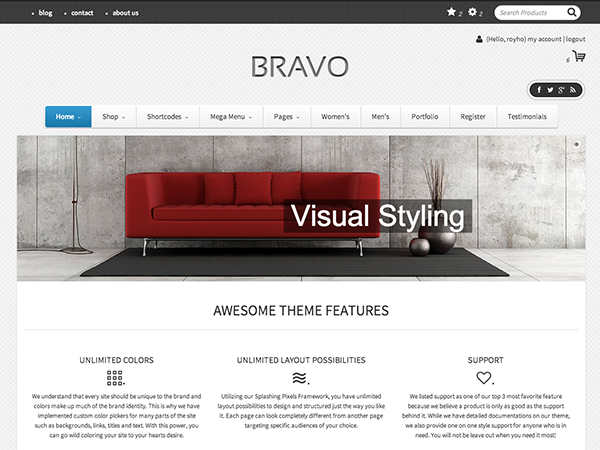 blog contact about us 2 2 Search Products
(Hello, royho) my account | logout
6
BRAVO
Home Shop Shortcodes Mega Menu Pages Women's Men's Portfolio Register Testimonials
Visual Styling
AWESOME THEME FEATURES
UNLIMITED COLORS
We understand that every site should be unique to the brand and
colors make up much of the brand identity. This is why we have
implemented custom color pickers for many parts of the site
such as backgrounds, links, titles and text. With this power, you
can go wild coloring your site to your hearts desire.
UNLIMITED LAYOUT POSSIBILITIES
Utilizing our Splashing Pixels Framework, you have unlimited
layout possibilities to design and structured just the way you like
it. Each page can look completely different from another page
targeting specific audiences of your choice.
SUPPORT
We listed support as one of our top 3 most favorite feature
because we believe a product is only as good as the support
behind it. While we have detailed documentations on our theme,
we also provide one on one style support for anyone who is in
need. You will not be leave out when you need it most!